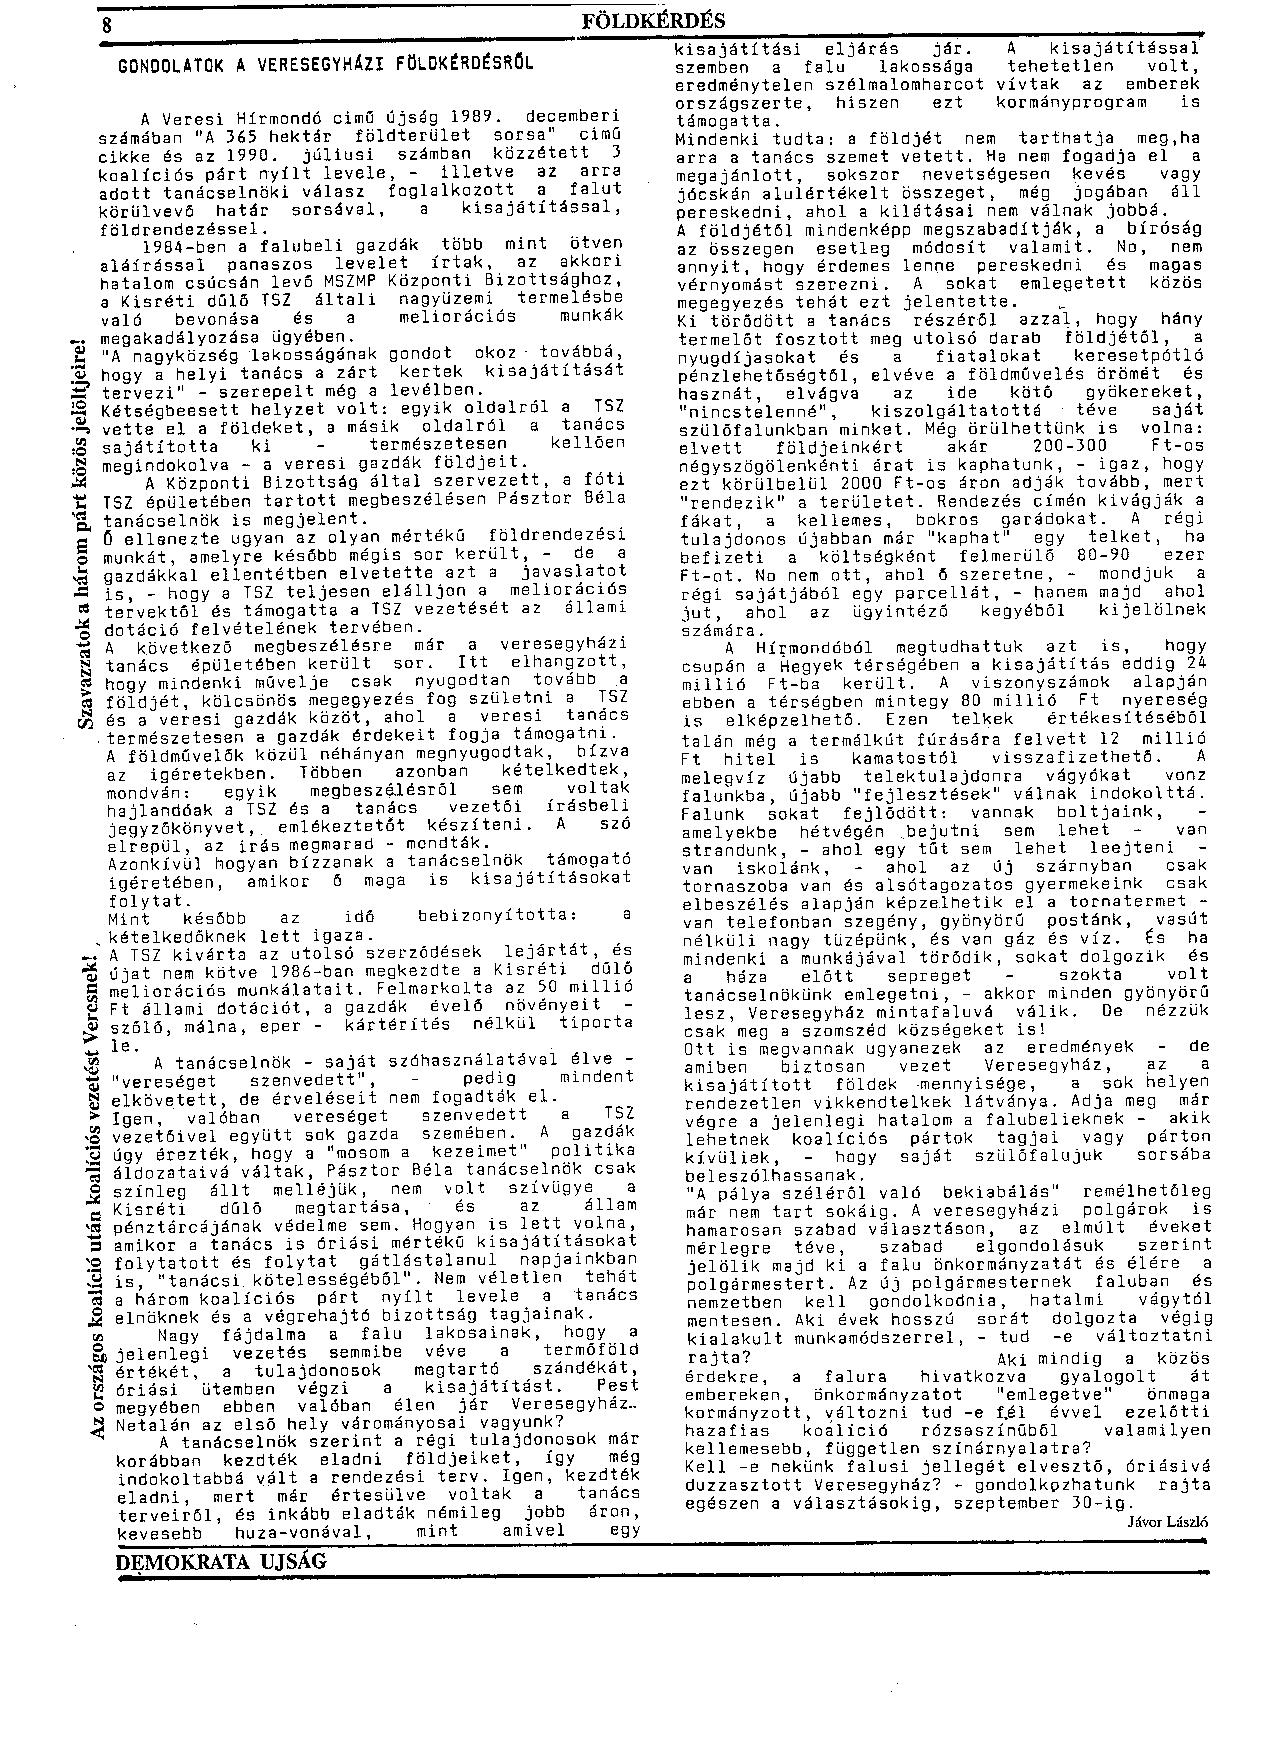 8
FÖLDKÉRDÉS
GONDOLATOK A VERESEGYHÁZI FÖLDKÉRDÉSRŐL
A Veresi Hírmondó cimű újság 1989. decemberi
számában "A 365 hektár földterület sorsa" cimű
cikke és az 1990. júliusi számban közzétett 3
koalíciós párt nyílt levele, - illetve az arra
adott tanácselnöki válasz foglalkozott a falut
körülvevő határ sorsával, a kisajátítással,
földrendezéssel.
1984-ben a falubeli gazdák több mint ötven
aláírással panaszos levelet írtak, az akkori
hatalom csúcsán levő MSZMP Központi Bizottsághoz,
a Kisréti dűlő TSZ általi nagyüzemi termelésbe
való bevonása és a meliorációs munkák
megakadályozása ügyében.
"A nagyközség lakosságának gondot okoz továbbá,
hogy a helyi tanács a zárt kertek kisajátítását
tervezi" - szerepelt még a levélben.
Kétségbeesett helyzet volt: egyik oldalról a TSZ
vette el a földeket, a másik oldalról a tanács
sajátította ki - természetesen kellően
megindokolva - a veresi gazdák földjeit.
A Központi Bizottság által szervezett, a fóti
TSZ épületében tartott megbeszélésen Pásztor Béla
tanácselnök is megjelent.
Ő ellenezte ugyan az olyan mértékű földrendezési
munkát, amelyre később mégis sor került, - de a
gazdákkal ellentétben elvetette azt a javaslatot
is, - hogy a TSZ teljesen elálljon a meliorációs
tervektől és támogatta a TSZ vezetését az állami
dotáció felvételének tervében.
A következő megbeszélésre már a veresegyházi
tanács épületében került sor. Itt elhangzott,
hogy mindenki művelje csak nyugodtan tovább a
földjét, kölcsönös megegyezés fog születni a TSZ
és a veresi gazdák közöt, ahol a veresi tanács
természetesen a gazdák érdekeit fogja támogatni.
A földművelők közül néhányan megnyugodtak, bízva
az igéretekben. Többen azonban kételkedtek,
mondván: egyik megbeszélésről sem voltak
hajlandóak a TSZ és a tanács vezetői írásbeli
jegyzőkönyvet, emlékeztetőt készíteni. A szó
elrepül, az irás megmarad - mondták.
Azonkívül hogyan bízzanak a tanácselnök támogató
igéretében, amikor ő maga is kisajátításokat
folytat.
Mint később az idő bebizonyította: a
kételkedőknek lett igaza.
A TSZ kivárta az utolsó szerződések lejártát, és
újat nem kötve 1986-ban megkezdte a Kisréti dűlő
meliorációs munkálatait. Felmarkolta az 50 millió
Ft állami dotációt, a gazdák évelő növényeit -
szőlő, málna, eper - kártérítés nélkül tiporta
le.
A tanácselnök - saját szóhasználatával élve -
"vereséget szenvedett", - pedig mindent
elkövetett, de érveléseit nem fogadták el.
Igen, valóban vereséget szenvedett a TSZ
vezetőivel együtt sok gazda szemében. A gazdák
úgy érezték, hogy a "mosom a kezeimet" politika
áldozataivá váltak, Pásztor Béla tanácselnök csak
színleg állt melléjük, nem volt szívügye a
Kisréti dűlő megtartása, és az állam
pénztárcájának védelme sem. Hogyan is lett volna,
amikor a tanács is óriási mértékű kisajátításokat
folytatott és folytat gátlástalanul napjainkban
is, "tanácsi kötelességéből". Nem véletlen tehát
a három koalíciós párt nyílt levele a tanács
elnöknek és a végrehajtó bizottság tagjainak.
Nagy fájdalma a falu lakosainak, hogy a
jelenlegi vezetés semmibe véve a termőföld
értékét, a tulajdonosok megtartó szándékát,
óriási ütemben végzi a kisajátítást. Pest
megyében ebben valóban élen jár Veresegyház..
Netalán az első hely várományosai vagyunk?
A tanácselnök szerint a régi tulajdonosok már
korábban kezdték eladni földjeiket, így még
indokoltabbá vált a rendezési terv. Igen, kezdték
eladni, mert már értesülve voltak a tanács
terveiről, és inkább eladták némileg jobb áron,
kevesebb huza-vonával, mint amivel egy
kisajátítási eljárás jár. A kisajátítással
szemben a falu lakossága tehetetlen volt,
eredménytelen szélmalomharcot vívtak az emberek
országszerte, hiszen ezt kormányprogram is
támogatta.
Mindenki tudta: a földjét nem tarthatja meg,ha
arra a tanács szemet vetett. Ha nem fogadja el a
megajánlott, sokszor nevetségesen kevés vagy
jócskán alulértékelt összeget, még jogában áll
pereskedni, ahol a kilátásai nem válnak jobbá.
A földjétől mindenképp megszabadítják, a bíróság
az összegen esetleg módosít valamit. No, nem
annyit, hogy érdemes lenne pereskedni és magas
vérnyomást szerezni. A sokat emlegetett közös
megegyezés tehát ezt jelentette.
Ki törődött a tanács részéről azzal, hogy hány
termelőt fosztott meg utolsó darab földjétől, a
nyugdíjasokat és a fiatalokat keresetpótló
pénzlehetőségtől, elvéve a földművelés örömét és
hasznát, elvágva az ide kötő gyökereket,
"nincstelenné", kiszolgáltatottá téve saját
szülőfalunkban minket. Még örülhettünk is volna:
elvett földjeinkért akár 200-300 Ft-os
négyszögölenkénti árat is kaphatunk, - igaz, hogy
ezt körülbelül 2000 Ft-os áron adják tovább, mert
"rendezik" a területet. Rendezés címén kivágják a
fákat, a kellemes, bokros garádokat. A régi
tulajdonos újabban már "kaphat" egy telket, ha
befizeti a költségként felmerülő 80-90 ezer
Ft-ot. No nem ott, ahol ő szeretne, - mondjuk a
régi sajátjából egy parcellát, - hanem majd ahol
jut, ahol az ügyintéző kegyéből kijelölnek
számára.
A Hírmondóból megtudhattuk azt is, hogy
csupán a Hegyek térségében a kisajátítás eddig 24
millió Ft-ba került. A viszonyszámok alapján
ebben a térségben mintegy 80 millió Ft nyereség
is elképzelhető. Ezen telkek értékesítéséből
talán még a termálkút fúrására felvett 12 millió
Ft hitel is kamatostól visszafizethető. A
melegvíz újabb telektulajdonra vágyókat vonz
falunkba, újabb "fejlesztések" válnak indokolttá.
Falunk sokat fejlődött: vannak boltjaink, -
amelyekbe hétvégén bejutni sem lehet - van
strandunk, - ahol egy tűt sem lehet leejteni -
van iskolánk, - ahol az új szárnyban csak
tornaszoba van és alsótagozatos gyermekeink csak
elbeszélés alapján képzelhetik el a tornatermet -
van telefonban szegény, gyönyörű postánk, vasút
nélküli nagy tüzépünk, és van gáz és víz. És ha
mindenki a munkájával törődik, sokat dolgozik és
a háza előtt sepreget - szokta volt
tanácselnökünk emlegetni, - akkor minden gyönyörű
lesz, Veresegyház mintafaluvá válik. De nézzük
csak meg a szomszéd községeket is!
Ott is megvannak ugyanezek az eredmények - de
amiben biztosan vezet Veresegyház, az a
kisajátított földek mennyisége, a sok helyen
rendezetlen vikkendtelkek látványa. Adja meg már
végre a jelenlegi hatalom a falubelieknek - akik
lehetnek koalíciós pártok tagjai vagy párton
kívüliek, - hogy saját szülőfalujuk sorsába
beleszólhassanak.
"A pálya széléről való bekiabálás" remélhetőleg
már nem tart sokáig. A veresegyházi polgárok is
hamarosan szabad választáson, az elmúlt éveket
mérlegre téve, szabad elgondolásuk szerint
jelölik majd ki a falu önkormányzatát és élére a
polgármestert. Az új polgármesternek faluban és
nemzetben kell gondolkodnia, hatalmi vágytól
mentesen. Aki évek hosszú sorát dolgozta végig
kialakult munkamódszerrel, - tud -e változtatni
rajta? Aki mindig a közös
érdekre, a falura hivatkozva gyalogolt át
embereken, önkormányzatot "emlegetve" önmaga
kormányzott, változni tud -e fél évvel ezelőtti
hazafias koalíció rózsaszínűből valamilyen
kellemesebb, független színárnyalatra?
Kell -e nekünk falusi jellegét elvesztő, óriásivá
duzzasztott Veresegyház? - gondolkozhatunk rajta
egészen a választásokig, szeptember 30-ig.
Jávor László
Szavazzatok a három párt közös jelöltjeire!
Az országos koalíció után koalíciós vezetést Veresnek!
DEMOKRATA UJSÁG